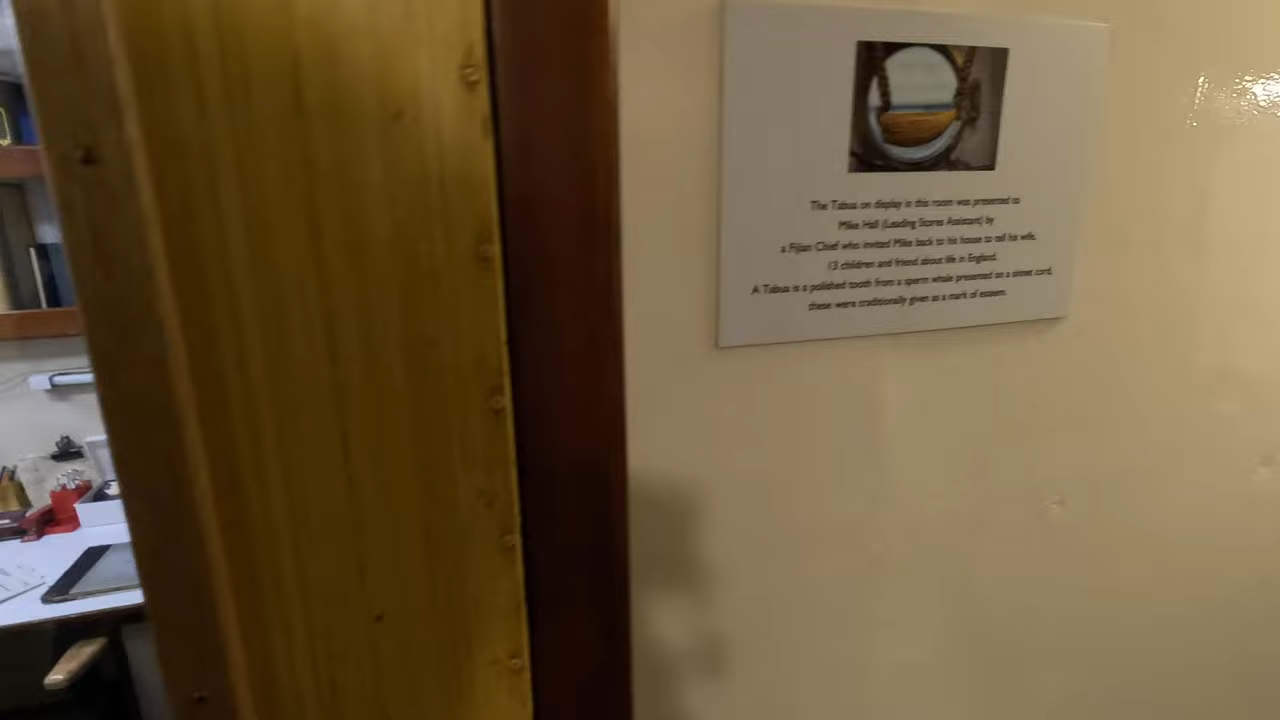 The Tabua on display in this room was presented to
Mike Hall (Leading Stores Assistant) by
a Fijian Chief who invited Mike back to his house to tell his wife,
13 children and friend about life in England.
A Tabua is a polished tooth from a sperm whale presented on a sinnet cord,
these were traditionally given as a mark of esteem.